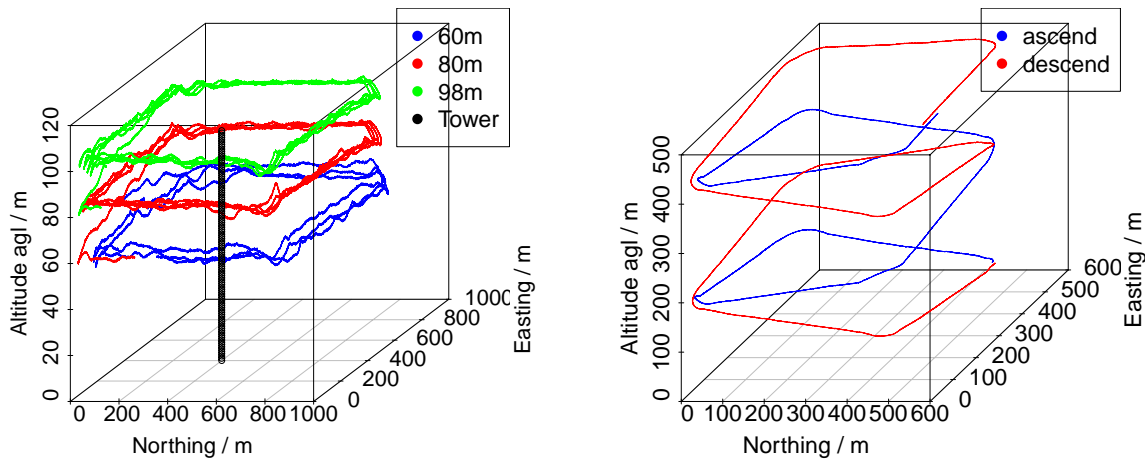 60m
80m
98m
Tower
120
100
80
60
40
20
0
Altitude agl / m
0 200 400 600 800 1000
Northing / m
0
200
400
600
800
1000
Easting / m
ascend
descend
500
400
300
200
100
0
Altitude agl / m
0 100 200 300 400 500 600
Northing / m
0
100
200
300
400
500
600
Easting / m